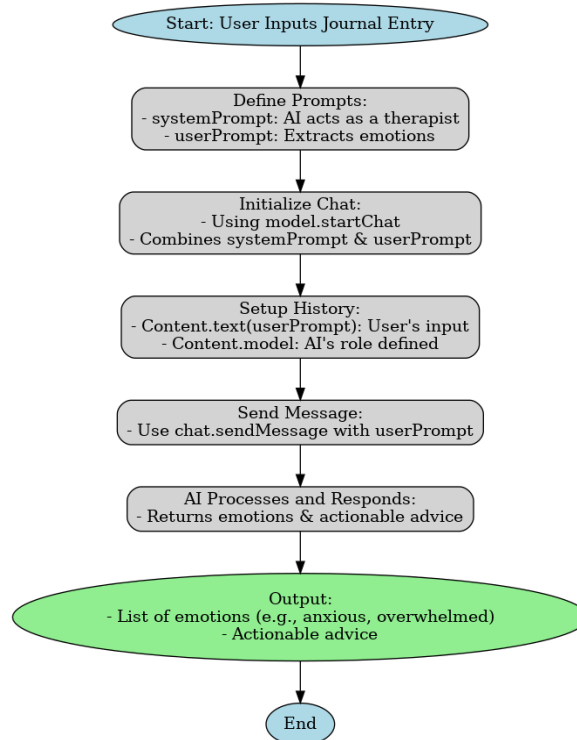 Start: User Inputs Journal Entry
Define Prompts:
- systemPrompt: AI acts as a therapist
- userPrompt: Extracts emotions
Initialize Chat:
- Using model.startChat
- Combines systemPrompt & userPrompt
Setup History:
- Content.text(userPrompt): User's input
- Content.model: AI's role defined
Send Message:
- Use chat.sendMessage with userPrompt
AI Processes and Responds:
- Returns emotions & actionable advice
Output:
- List of emotions (e.g., anxious, overwhelmed)
- Actionable advice
End